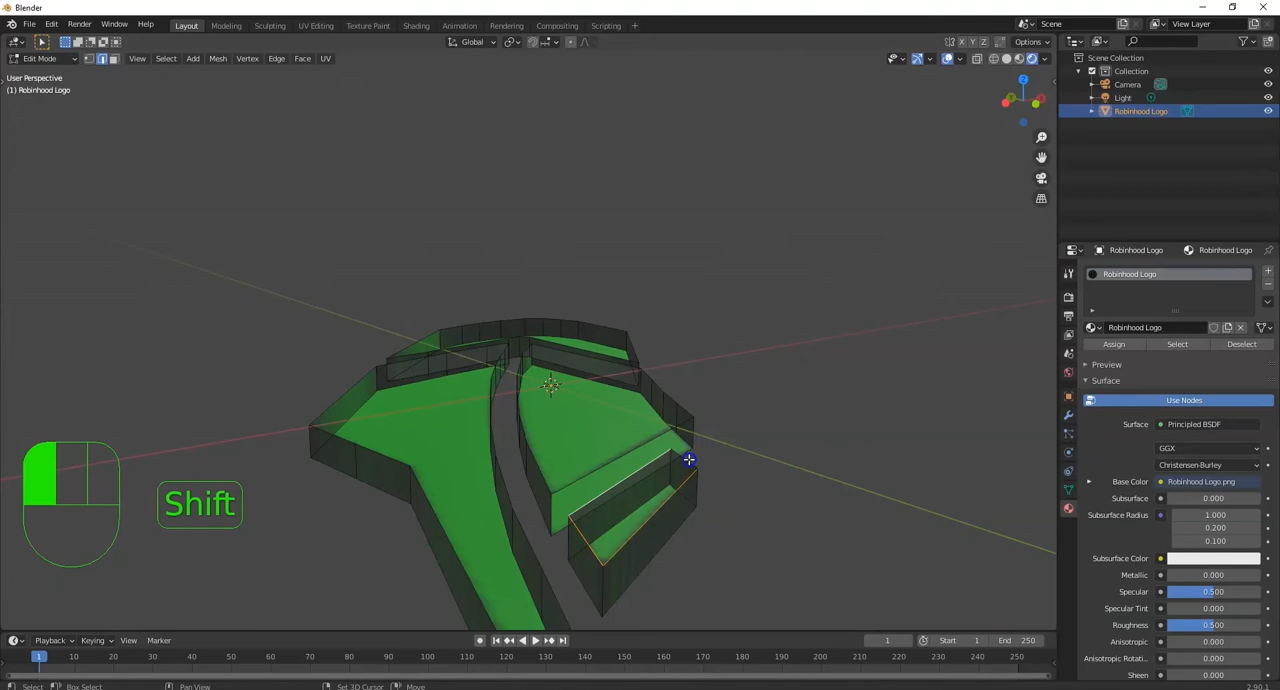 Blender
File Edit Render Window Help
Layout Modeling Sculpting UV Editing Texture Paint Shading Animation Rendering Compositing Scripting +
Scene
View Layer
Global
X Y Z Options
Edit Mode
View Select Add Mesh Vertex Edge Face UV
User Perspective
(1) Robinhood Logo
Scene Collection
Collection
Camera
Light
Robinhood Logo
Robinhood Logo Robinhood Logo
Robinhood Logo
Robinhood Logo
Assign Select Deselect
Preview
Surface
Use Nodes
Surface Principled BSDF
GGX
Christensen-Burley
Base Color Robinhood Logo.png
Subsurface 0.000
Subsurface Radius 1.000
0.200
0.100
Subsurface Color
Metallic 0.000
Specular 0.500
Specular Tint 0.000
Roughness 0.500
Anisotropic 0.000
Anisotropic Rotati... 0.000
Sheen 0.000
Shift
Playback Keying View Marker
1 Start 1 End 250
1 10 20 30 40 50 60 70 80 90 100 110 120 130 140 150 160 170 180 190 200 210 220 230 240 250
Select Box Select Pan View Set 3D Cursor Move 2.90.1